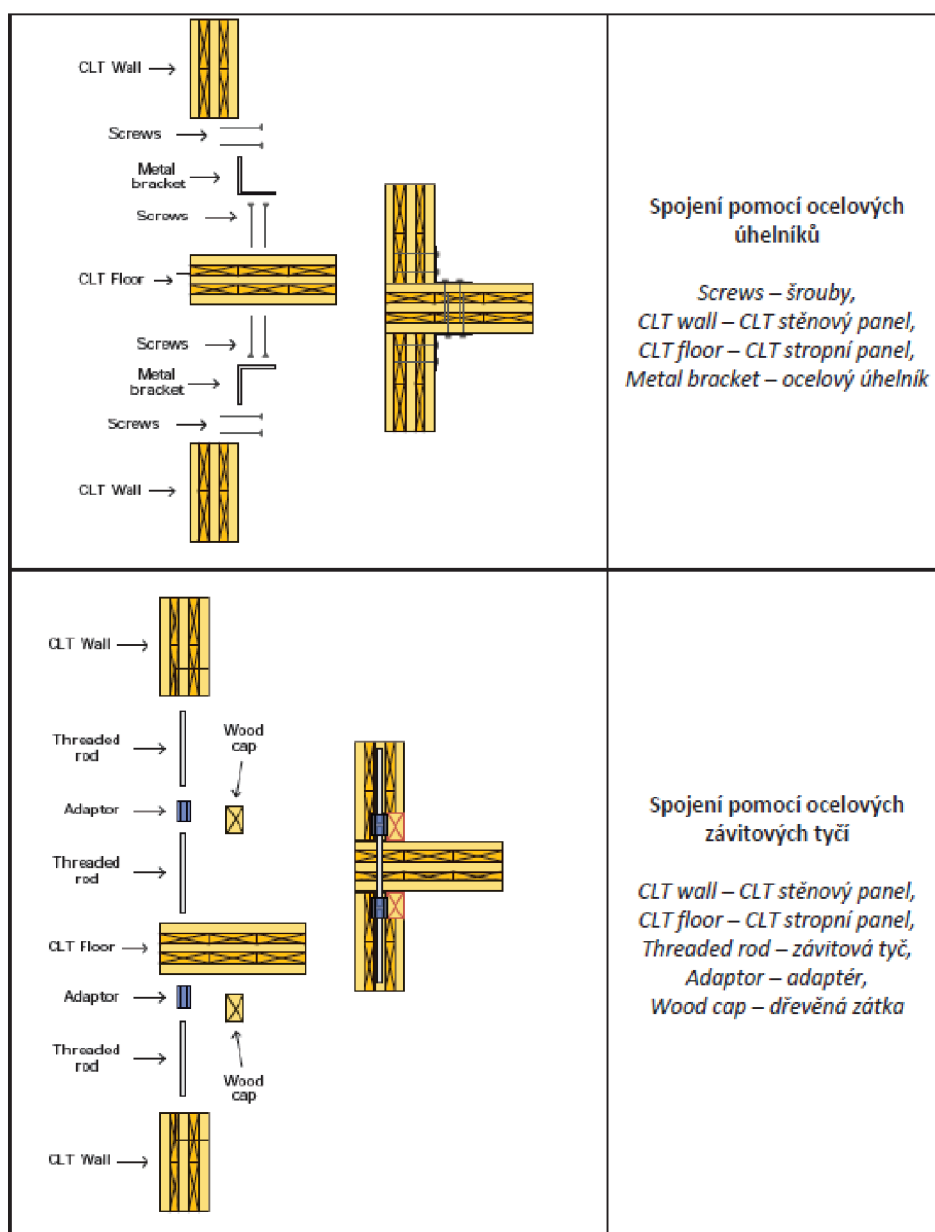 CLT Wall
Screws
Metal
bracket
Screws
CLT Floor
Screws
Metal
bracket
Screws
CLT Wall
Spojení pomocí ocelových
úhelníků
Screws – šrouby,
CLT wall – CLT stěnový panel,
CLT floor – CLT stropní panel,
Metal bracket – ocelový úhelník
CLT Wall
Threaded
rod
Wood
cap
Adaptor
Threaded
rod
CLT Floor
Adaptor
Threaded
rod
Wood
cap
CLT Wall
Spojení pomocí ocelových
závitových tyčí
CLT wall – CLT stěnový panel,
CLT floor – CLT stropní panel,
Threaded rod – závitová tyč,
Adaptor – adaptér,
Wood cap – dřevěná zátka